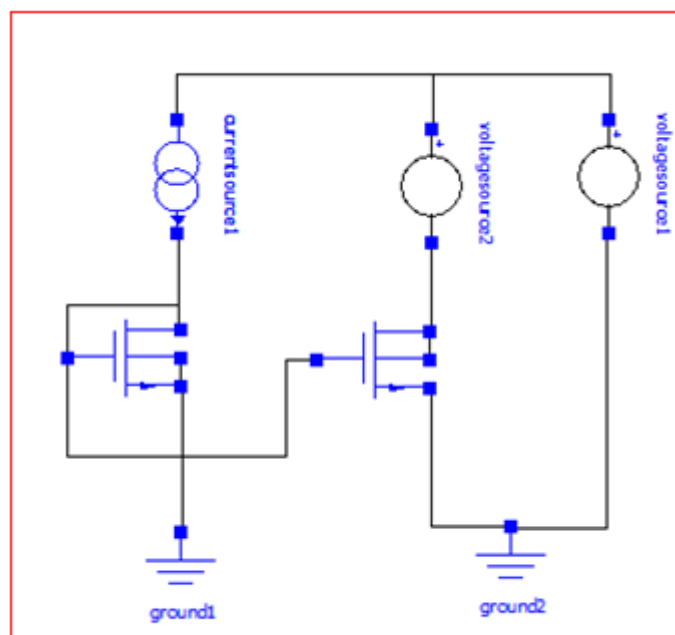 currentsource1
voltagesource2
voltagesource1
+
+
ground1
ground2